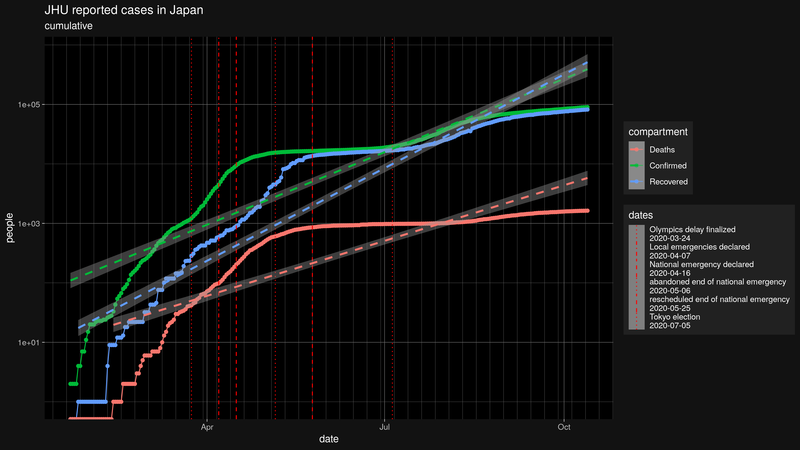 JHU reported cases in Japan
cumulative
people
1e+05
1e+03
1e+01
Apr
Jul
Oct
date
compartment
Deaths
Confirmed
Recovered
dates
Olympics delay finalized
2020-03-24
Local emergencies declared
2020-04-07
National emergency declared
2020-04-16
abandoned end of national emergency
2020-05-06
rescheduled end of national emergency
2020-05-25
Tokyo election
2020-07-05